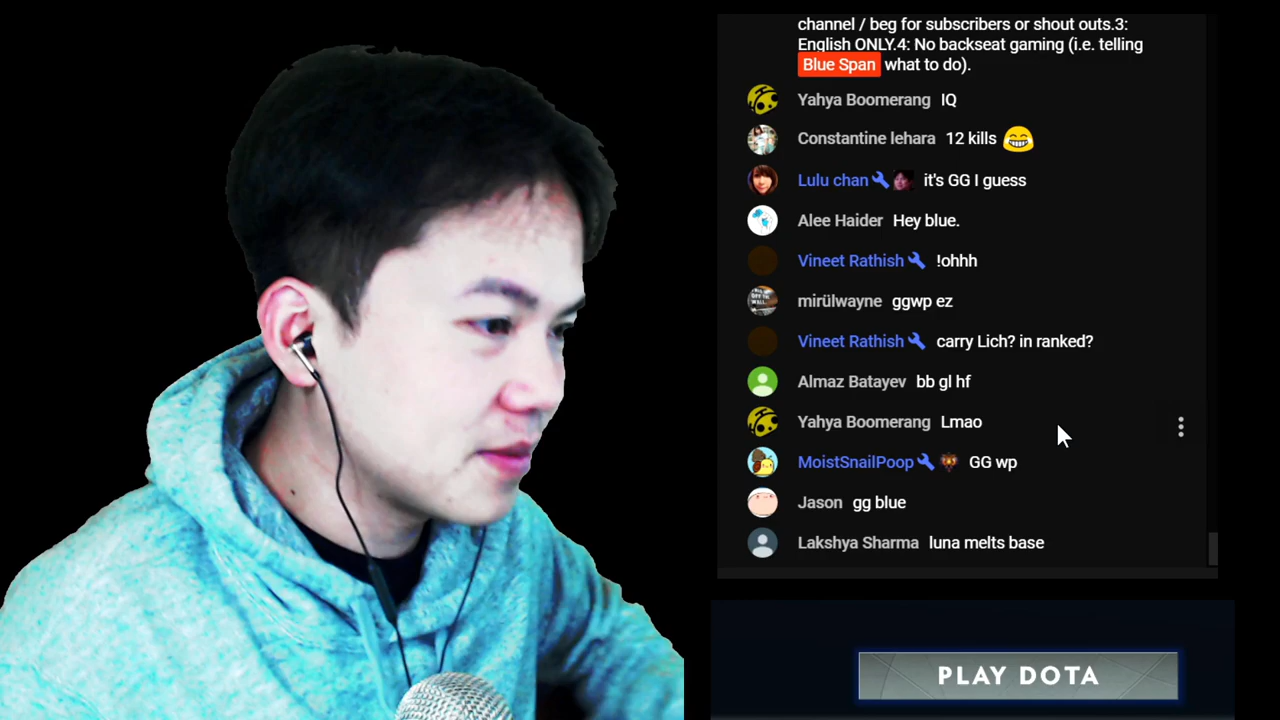 channel / beg for subscribers or shout outs.3:
English ONLY.4: No backseat gaming (i.e. telling
Blue Span what to do).
Yahya Boomerang IQ
Constantine lehara 12 kills 😂
Lulu chan it's GG I guess
Alee Haider Hey blue.
Vineet Rathish !ohhh
mirülwayne ggwp ez
Vineet Rathish carry Lich? in ranked?
Almaz Batayev bb gl hf
Yahya Boomerang Lmao
MoistSnailPoop GG wp
Jason gg blue
Lakshya Sharma luna melts base
PLAY DOTA